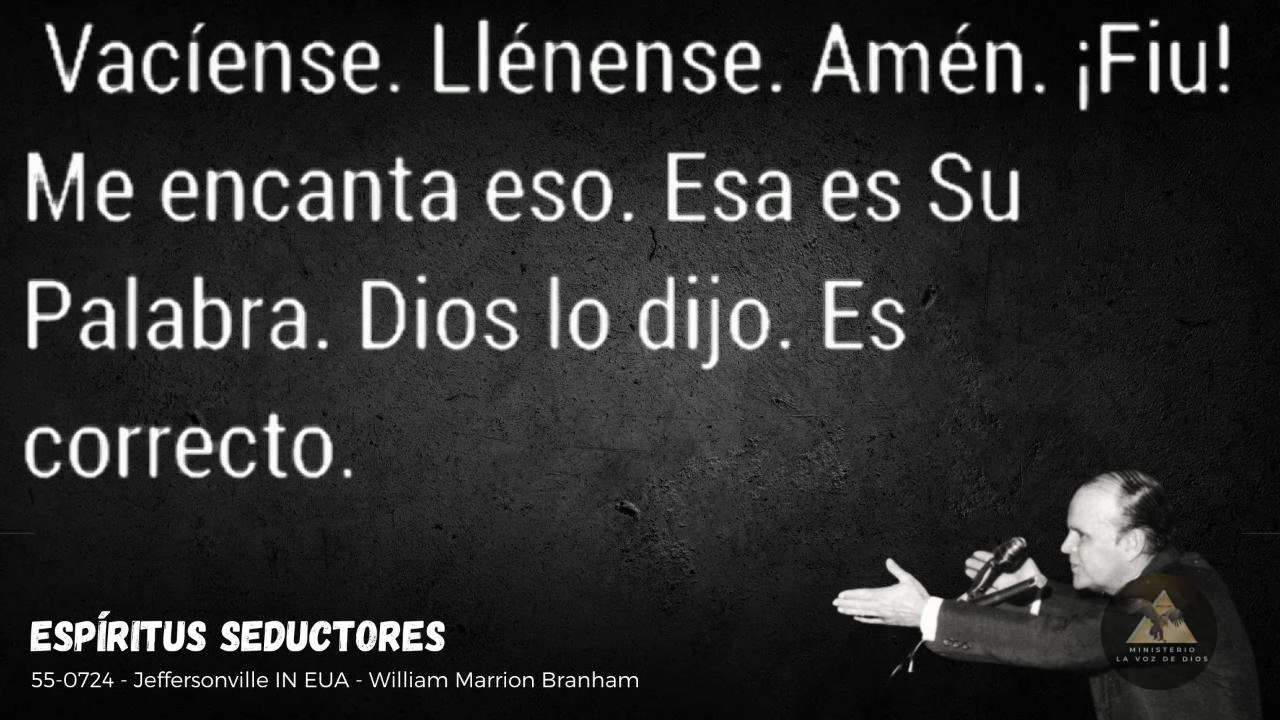 Vacíense. Llénense. Amén. ¡Fiu!
Me encanta eso. Esa es Su
Palabra. Dios lo dijo. Es
correcto.
ESPÍRITUS SEDUCTORES
55-0724 - Jeffersonville IN EUA - William Marrion Branham
MINISTERIO
LA VOZ DE DIOS